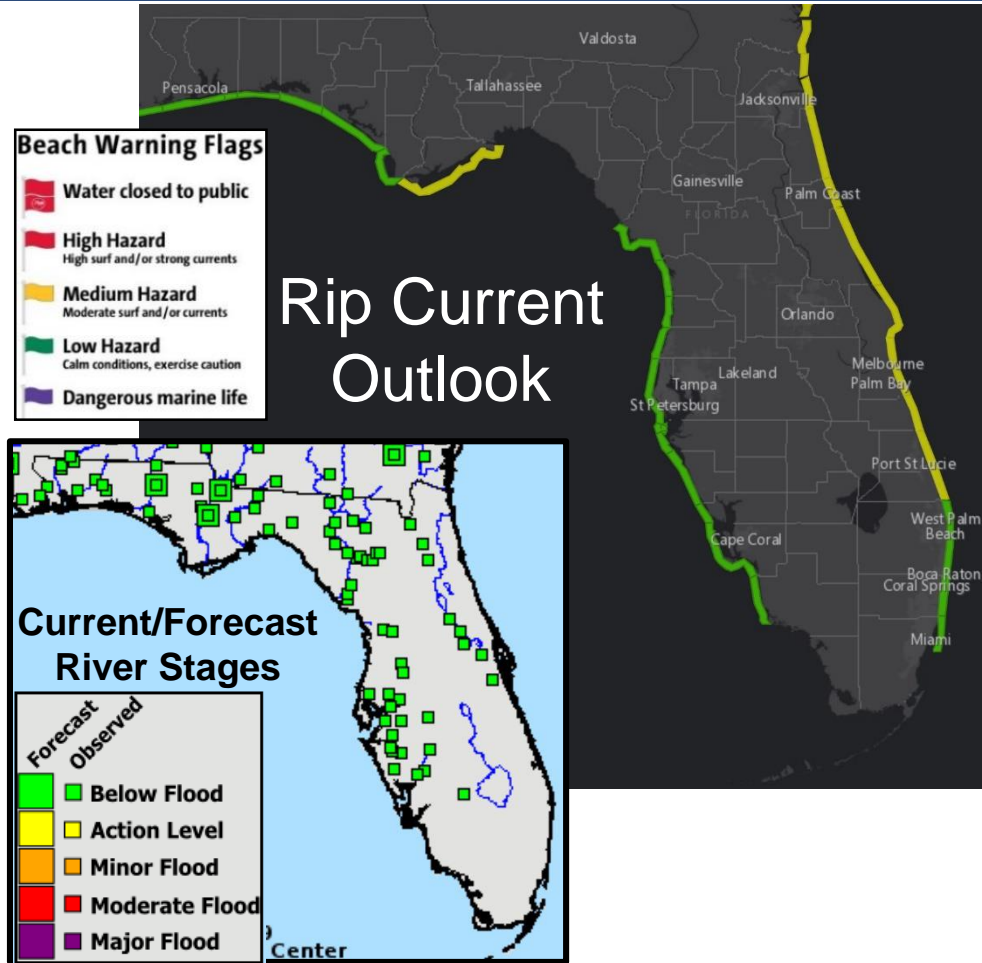 Valdosta
Pensacola
Tallahassee
Jacksonville
Gainesville
Palm Coast
FLORIDA
Orlando
Melbourne
Palm Bay
Lakeland
Tampa
St Petersburg
Port St Lucie
West Palm
Beach
Cape Coral
Boca Raton
Coral Springs
Miami
Rip Current
Outlook
Beach Warning Flags
Water closed to public
High Hazard
High surf and/or strong currents
Medium Hazard
Moderate surf and/or currents
Low Hazard
Calm conditions, exercise caution
Dangerous marine life
Current/Forecast
River Stages
Forecast
Observed
Below Flood
Action Level
Minor Flood
Moderate Flood
Major Flood
Center